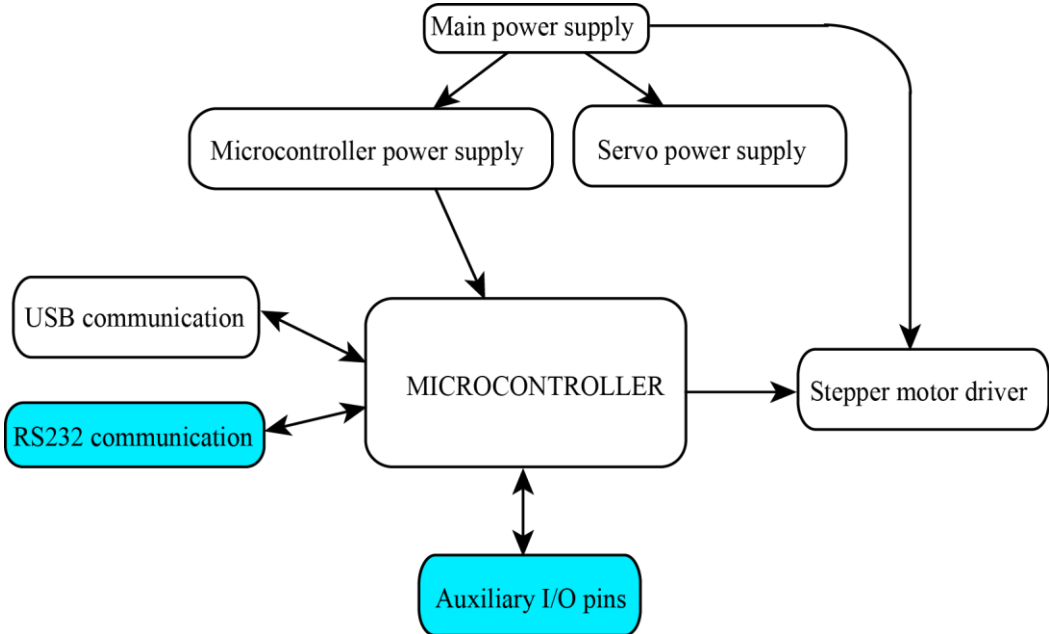 Main power supply
Microcontroller power supply
Servo power supply
USB communication
MICROCONTROLLER
Stepper motor driver
RS232 communication
Auxiliary I/O pins